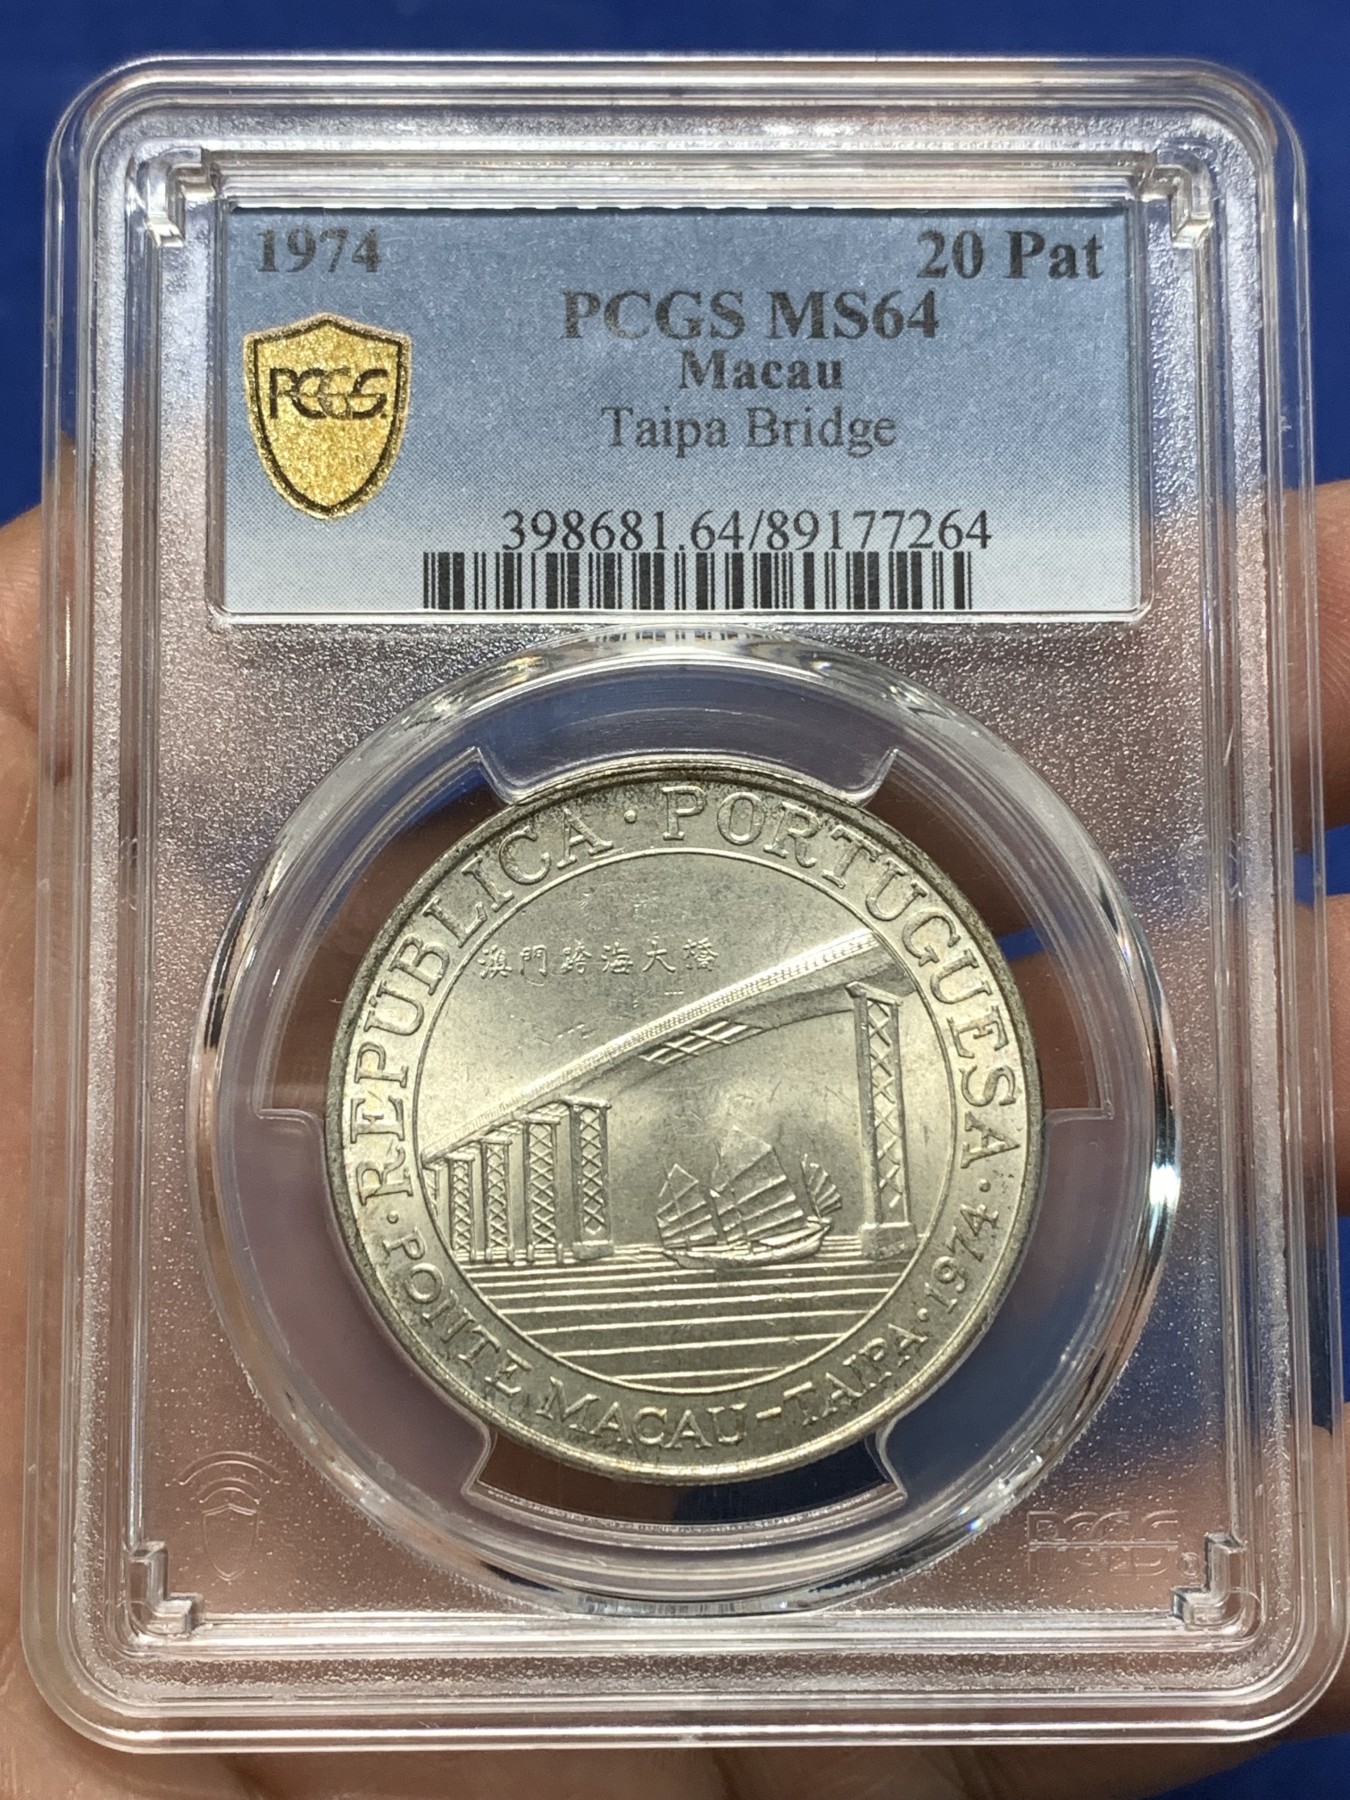 1974
20 Pat
PCGS MS64
Macau
Taipa Bridge
PCGS
398681.64/89177264
· REPÚBLICA · PORTUGUESA ·
澳門跨海大橋
PONTE MACAU-TAIPA · 1974
PCGS